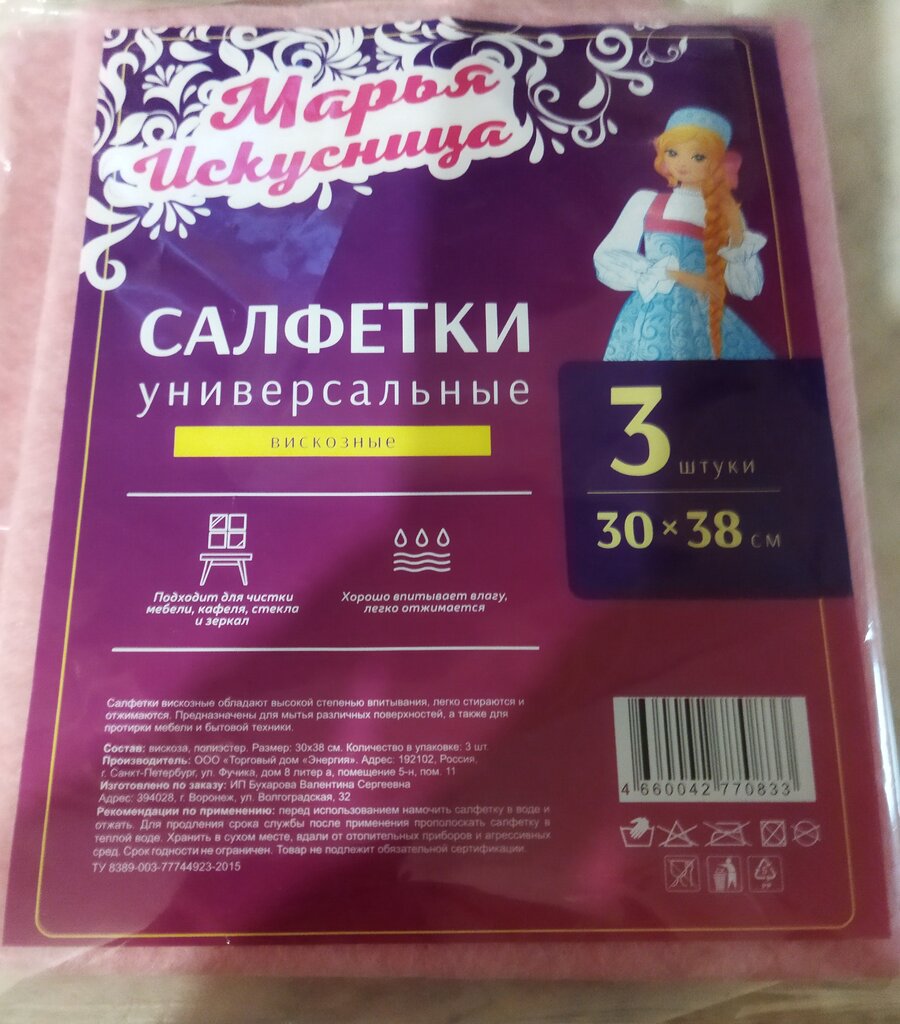 Марья
Искусница
САЛФЕТКИ
универсальные
вискозные
3 штуки
30 × 38 см
Подходит для чистки
мебели, кафеля, стекла
и зеркал
Хорошо впитывает влагу,
легко отжимается
Салфетки вискозные обладают высокой степенью впитывания, легко стираются и
отжимаются. Предназначены для мытья различных поверхностей, а также для
протирки мебели и бытовой техники.
Состав: вискоза, полиэстер. Размер: 30х38 см. Количество в упаковке: 3 шт.
Производитель: ООО «Торговый дом «Энергия». Адрес: 192102, Россия,
г. Санкт-Петербург, ул. Фучика, дом 8 литер а, помещение 5-н, пом. 11
Изготовлено по заказу: ИП Бухарова Валентина Сергеевна
Адрес: 394028, г. Воронеж, ул. Волгоградская, 32
Рекомендации по применению: перед использованием намочить салфетку в воде и
отжать. Для продления срока службы после применения прополоскать салфетку в
теплой воде. Хранить в сухом месте, вдали от отопительных приборов и агрессивных
сред. Срок годности не ограничен. Товар не подлежит обязательной сертификации.
ТУ 8389-003-77744923-2015
4 660042 770833